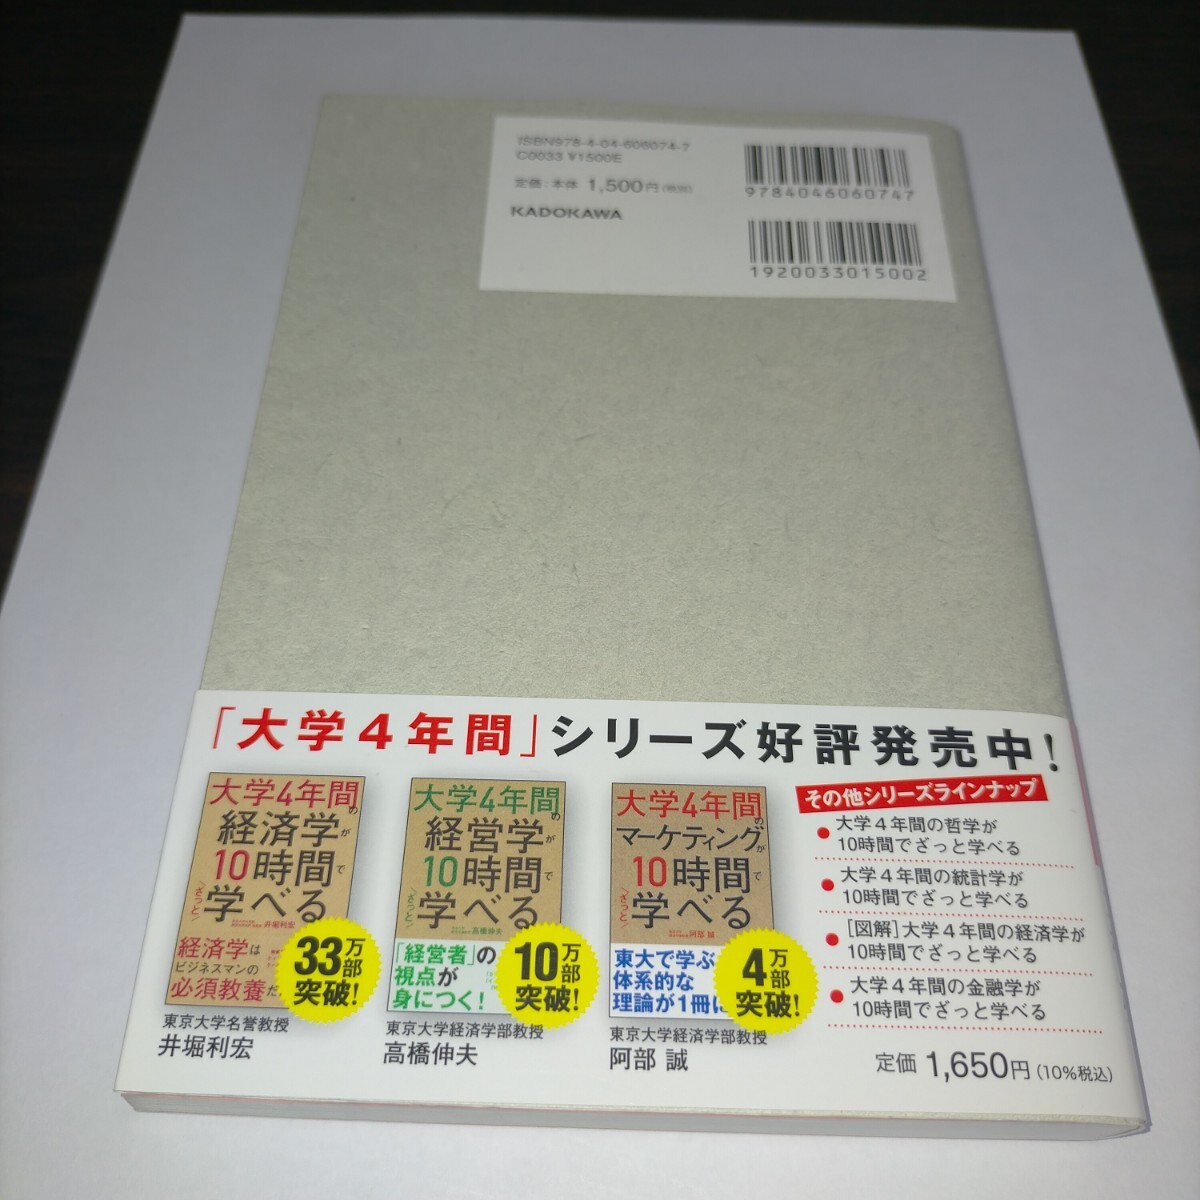 ISBN978-4-04-606074-7
C0033 ¥1500E
定価:本体 1,500円(税別)
KADOKAWA
9784046060747
1920033015002
「大学4年間」シリーズ好評発売中!
大学4年間の
経済学が
10時間で
ざっと
学べる
経済学は
ビジネスマンの
必須教養だ
33万部
突破!
東京大学名誉教授
井堀利宏
大学4年間の
経営学が
10時間で
ざっと
学べる
「経営者」の
視点が
身につく!
10万部
突破!
東京大学経済学部教授
高橋伸夫
大学4年間の
マーケティングが
10時間で
ざっと
学べる
東大で学ぶ
体系的な
理論が1冊に
4万部
突破!
東京大学経済学部教授
阿部 誠
その他シリーズラインナップ
● 大学4年間の哲学が
10時間でざっと学べる
● 大学4年間の統計学が
10時間でざっと学べる
● [図解]大学4年間の経済学が
10時間でざっと学べる
● 大学4年間の金融学が
10時間でざっと学べる
定価 1,650円(10%税込)